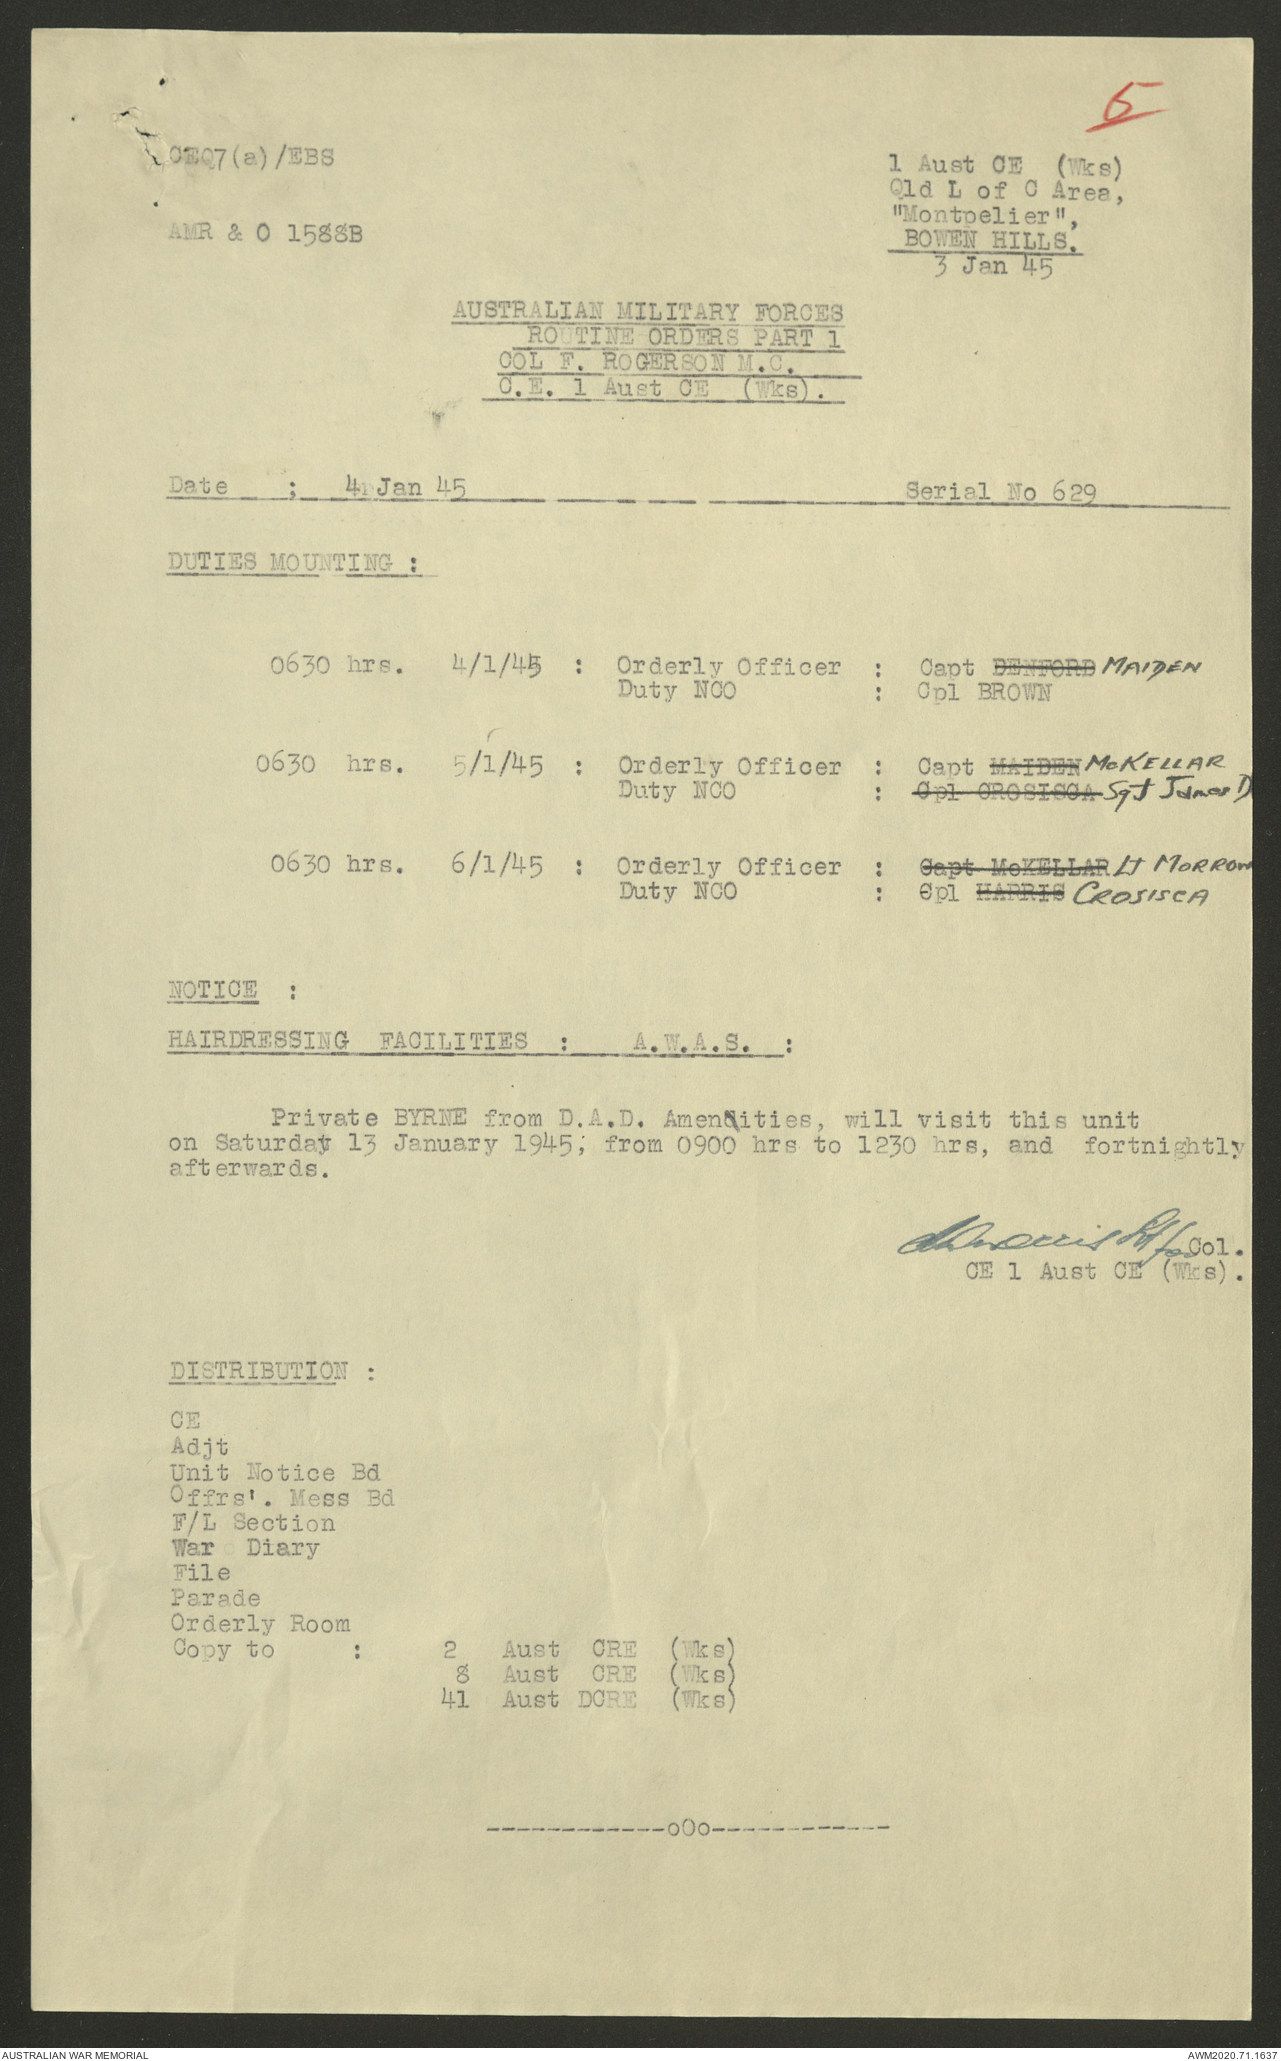 5
CEQ7(a)/EBS
1 Aust CE (Wks)
Qld L of C Area,
"Montpelier",
BOWEN HILLS.
3 Jan 45
AMR & O 1588B
AUSTRALIAN MILITARY FORCES
ROUTINE ORDERS PART 1
COL F. ROGERSON M.C.
C.E. 1 Aust CE (Wks).
Date ; 4 Jan 45 Serial No 629
DUTIES MOUNTING :
0630 hrs. 4/1/45 : Orderly Officer : Capt DENFORD MAIDEN
Duty NCO : Cpl BROWN
0630 hrs. 5/1/45 : Orderly Officer : Capt MAIDEN McKELLAR
Duty NCO : Cpl CROSISCA Sgt James D
0630 hrs. 6/1/45 : Orderly Officer : Capt McKELLAR Lt MORROW
Duty NCO : Cpl HARRIS CROSISCA
NOTICE :
HAIRDRESSING FACILITIES : A.W.A.S. :
Private BYRNE from D.A.D. Amenities, will visit this unit
on Saturday 13 January 1945; from 0900 hrs to 1230 hrs, and fortnightly
afterwards.
for Col.
CE 1 Aust CE (Wks).
DISTRIBUTION :
CE
Adjt
Unit Notice Bd
Offrs'. Mess Bd
F/L Section
War Diary
File
Parade
Orderly Room
Copy to : 2 Aust CRE (Wks)
8 Aust CRE (Wks)
41 Aust DCRE (Wks)
------------oOo------------
AUSTRALIAN WAR MEMORIAL
AWM2020.71.1637